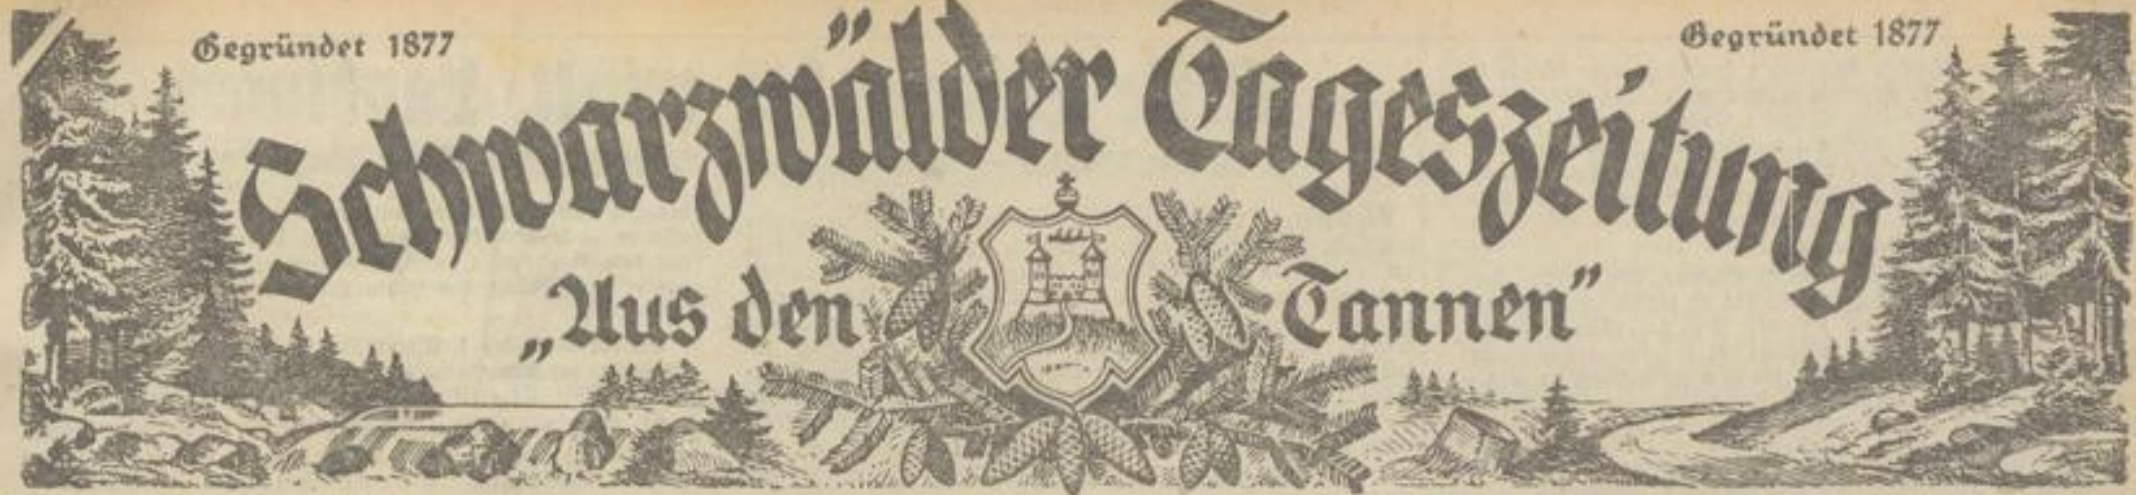 Gegründet 1877
Gegründet 1877
Schwarzwälder Tageszeitung
„Aus den Tannen“